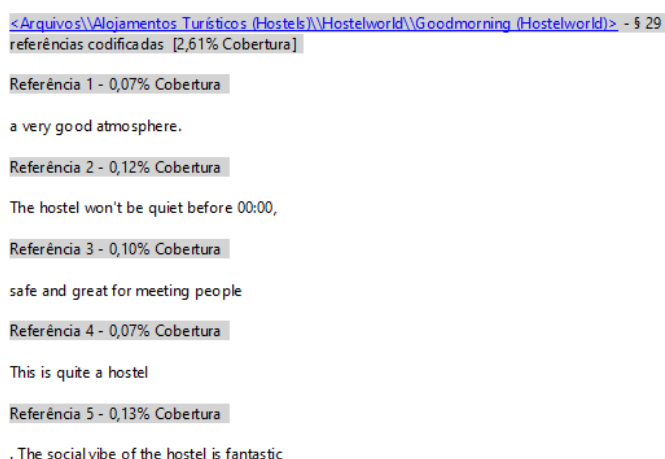 <Arquivos\\Alojamentos Turísticos (Hostels)\\Hostelworld\\Goodmorning (Hostelworld)> - § 29
referências codificadas [2,61% Cobertura]
Referência 1 - 0,07% Cobertura
a very good atmosphere.
Referência 2 - 0,12% Cobertura
The hostel won't be quiet before 00:00,
Referência 3 - 0,10% Cobertura
safe and great for meeting people
Referência 4 - 0,07% Cobertura
This is quite a hostel
Referência 5 - 0,13% Cobertura
. The social vibe of the hostel is fantastic